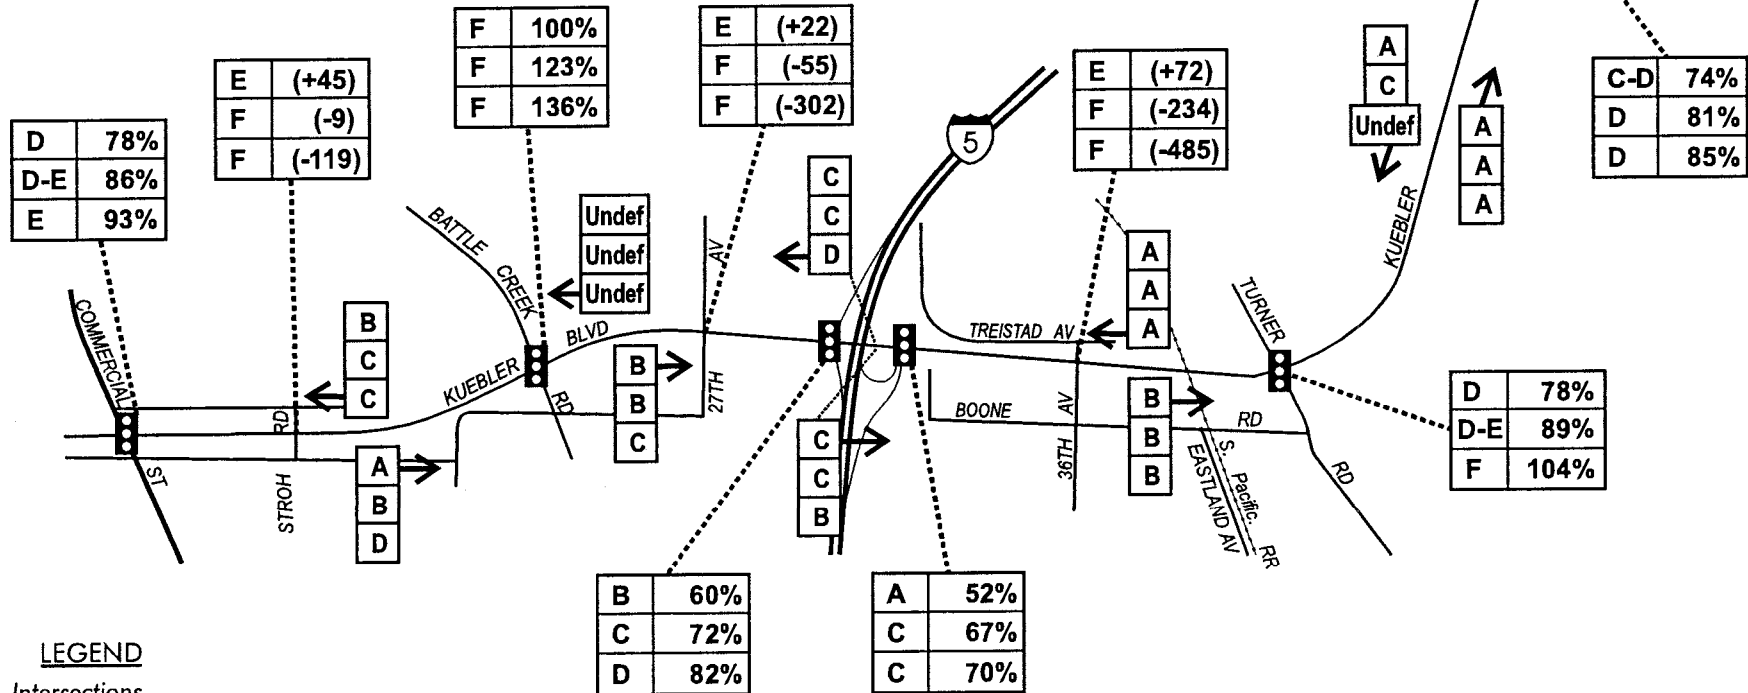 F 100%
F 123%
F 136%
E (+22)
F (-55)
F (-302)
A
C
Undef
E (+45)
F (-9)
F (-119)
E (+72)
F (-234)
F (-485)
C-D 74%
D 81%
D 85%
D 78%
D-E 86%
E 93%
5
A
A
A
C
C
D
Undef
Undef
Undef
BATTLE CREEK RD
27TH AV
KUEBLER
A
A
A
TURNER RD
COMMERCIAL ST
B
C
C
KUEBLER BLVD
TREISTAD AV
B
B
C
BOONE RD
36TH AV
B
B
B
STROH RD
A
B
D
C
C
B
S. Pacific. RR
EASTLAND AV
D 78%
D-E 89%
F 104%
B 60%
C 72%
D 82%
A 52%
C 67%
C 70%
LEGEND
Intersections